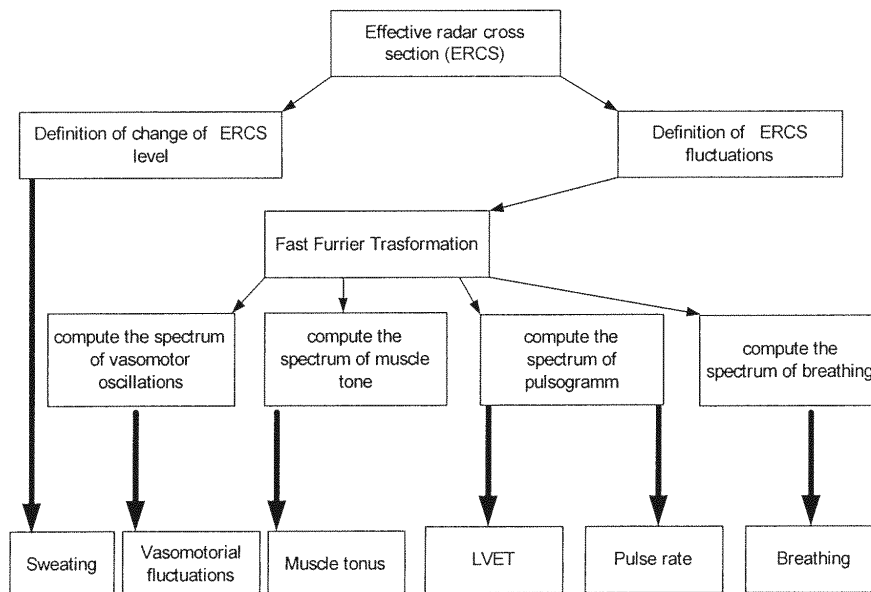 Effective radar cross
section (ERCS)
Definition of change of ERCS
level
Definition of ERCS
fluctuations
Fast Furrier Trasformation
compute the spectrum
of vasomotor
oscillations
compute the
spectrum of muscle
tone
compute the
spectrum of
pulsogramm
compute the
spectrum of breathing
Sweating
Vasomotorial
fluctuations
Muscle tonus
LVET
Pulse rate
Breathing